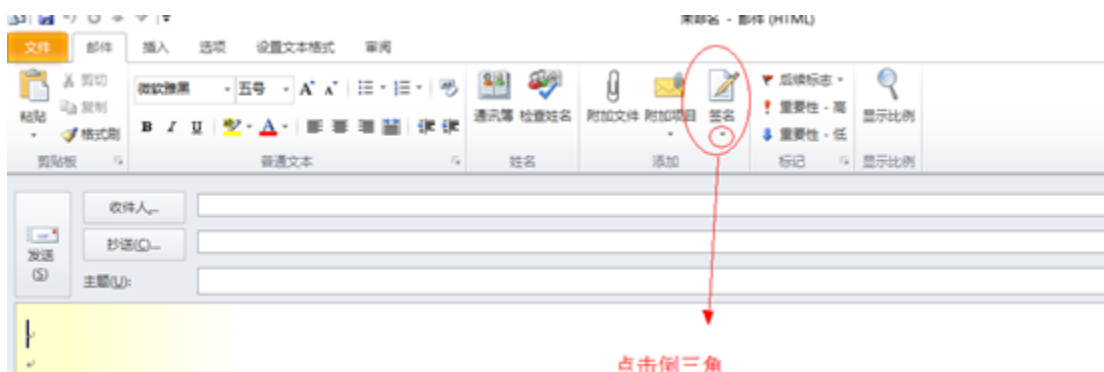 未命名 - 邮件 (HTML)
文件 邮件 插入 选项 设置文本格式 审阅
粘贴 剪切 复制 格式刷
微软雅黑 五号 A A
B I U A
通讯簿 检查姓名 附加文件 附加项目 签名
后续标志
重要性 - 高
重要性 - 低
显示比例
剪贴板 普通文本 姓名 添加 标记 显示比例
收件人...
发送
(S)
抄送(C)...
主题(U):
点击倒三角